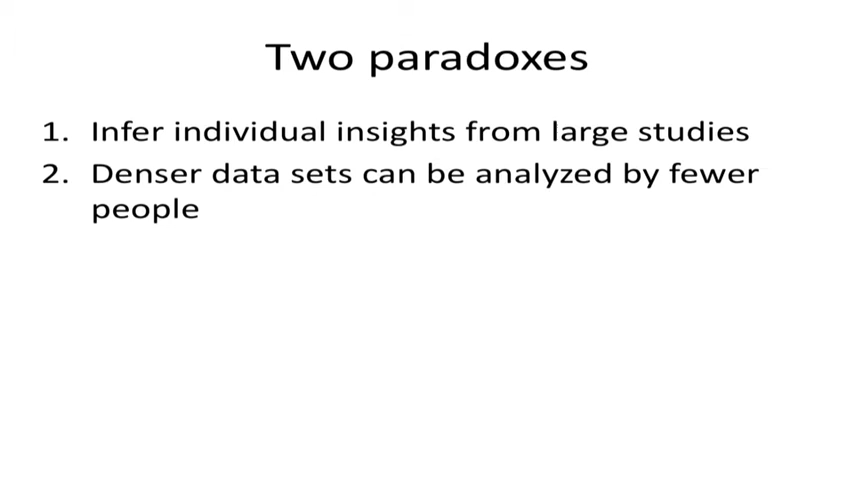 Two paradoxes
1. Infer individual insights from large studies
2. Denser data sets can be analyzed by fewer
people